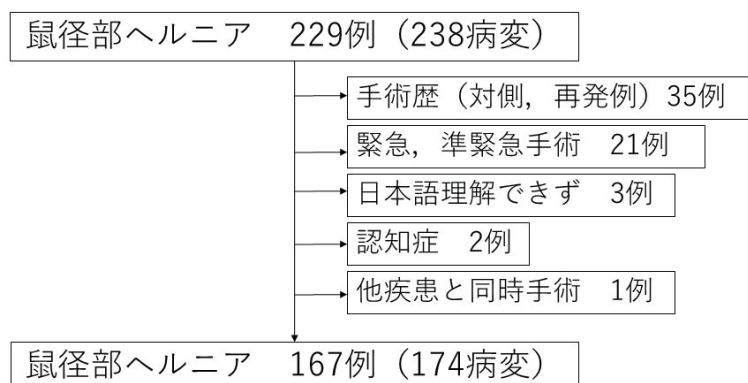 鼠径部ヘルニア　229例（238病変）
手術歴（対側，再発例）35例
緊急，準緊急手術　21例
日本語理解できず　3例
認知症　2例
他疾患と同時手術　1例
鼠径部ヘルニア　167例（174病変）